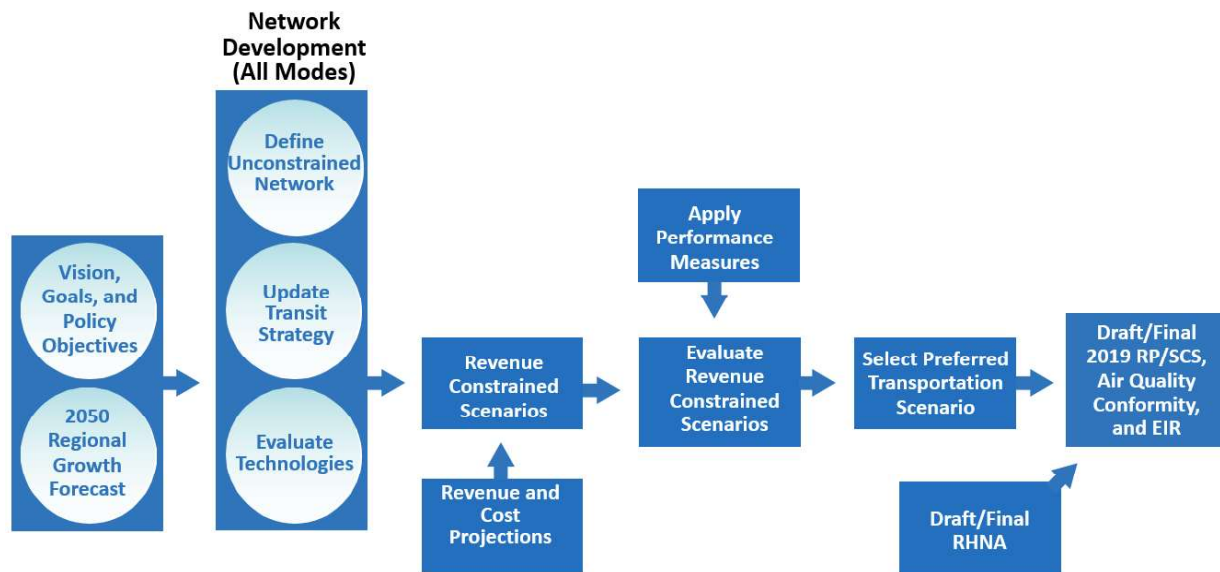 Network
Development
(All Modes)
Define
Unconstrained
Network
Update
Transit
Strategy
Evaluate
Technologies
Vision,
Goals, and
Policy
Objectives
2050
Regional
Growth
Forecast
Revenue
Constrained
Scenarios
Revenue and
Cost
Projections
Apply
Performance
Measures
Evaluate
Revenue
Constrained
Scenarios
Select Preferred
Transportation
Scenario
Draft/Final
2019 RP/SCS,
Air Quality
Conformity,
and EIR
Draft/Final
RHNA